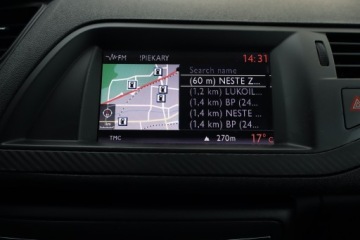 FM !PIEKARY 14:31
Search name
(60 m) NESTE Z...
(1,2 km) LUKOIL...
(1,4 km) BP (24...
(1,4 km) NESTE ...
(1,4 km) BP (24...
TMC 270m 17°C